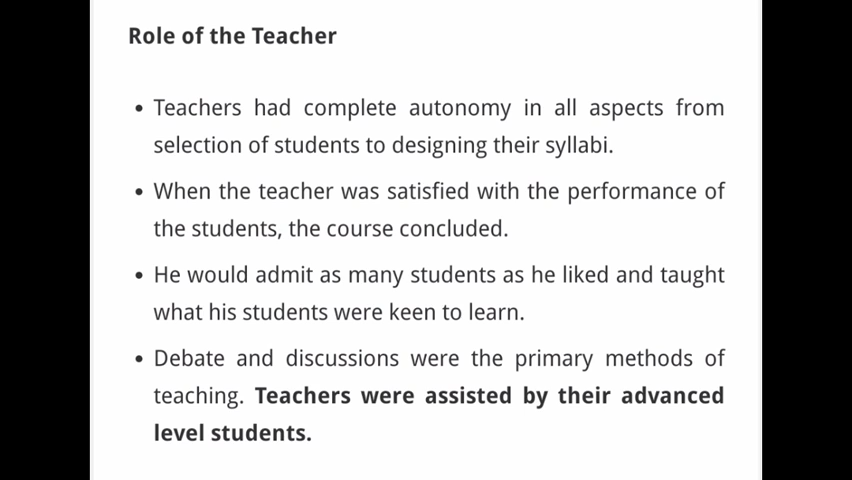 Role of the Teacher
• Teachers had complete autonomy in all aspects from
selection of students to designing their syllabi.
• When the teacher was satisfied with the performance of
the students, the course concluded.
• He would admit as many students as he liked and taught
what his students were keen to learn.
• Debate and discussions were the primary methods of
teaching. Teachers were assisted by their advanced
level students.